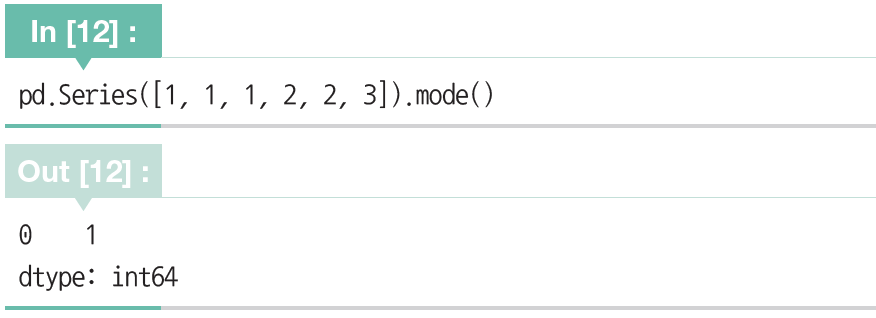 In [12] :
pd.Series([1, 1, 1, 2, 2, 3]).mode()
Out [12] :
0    1
dtype: int64